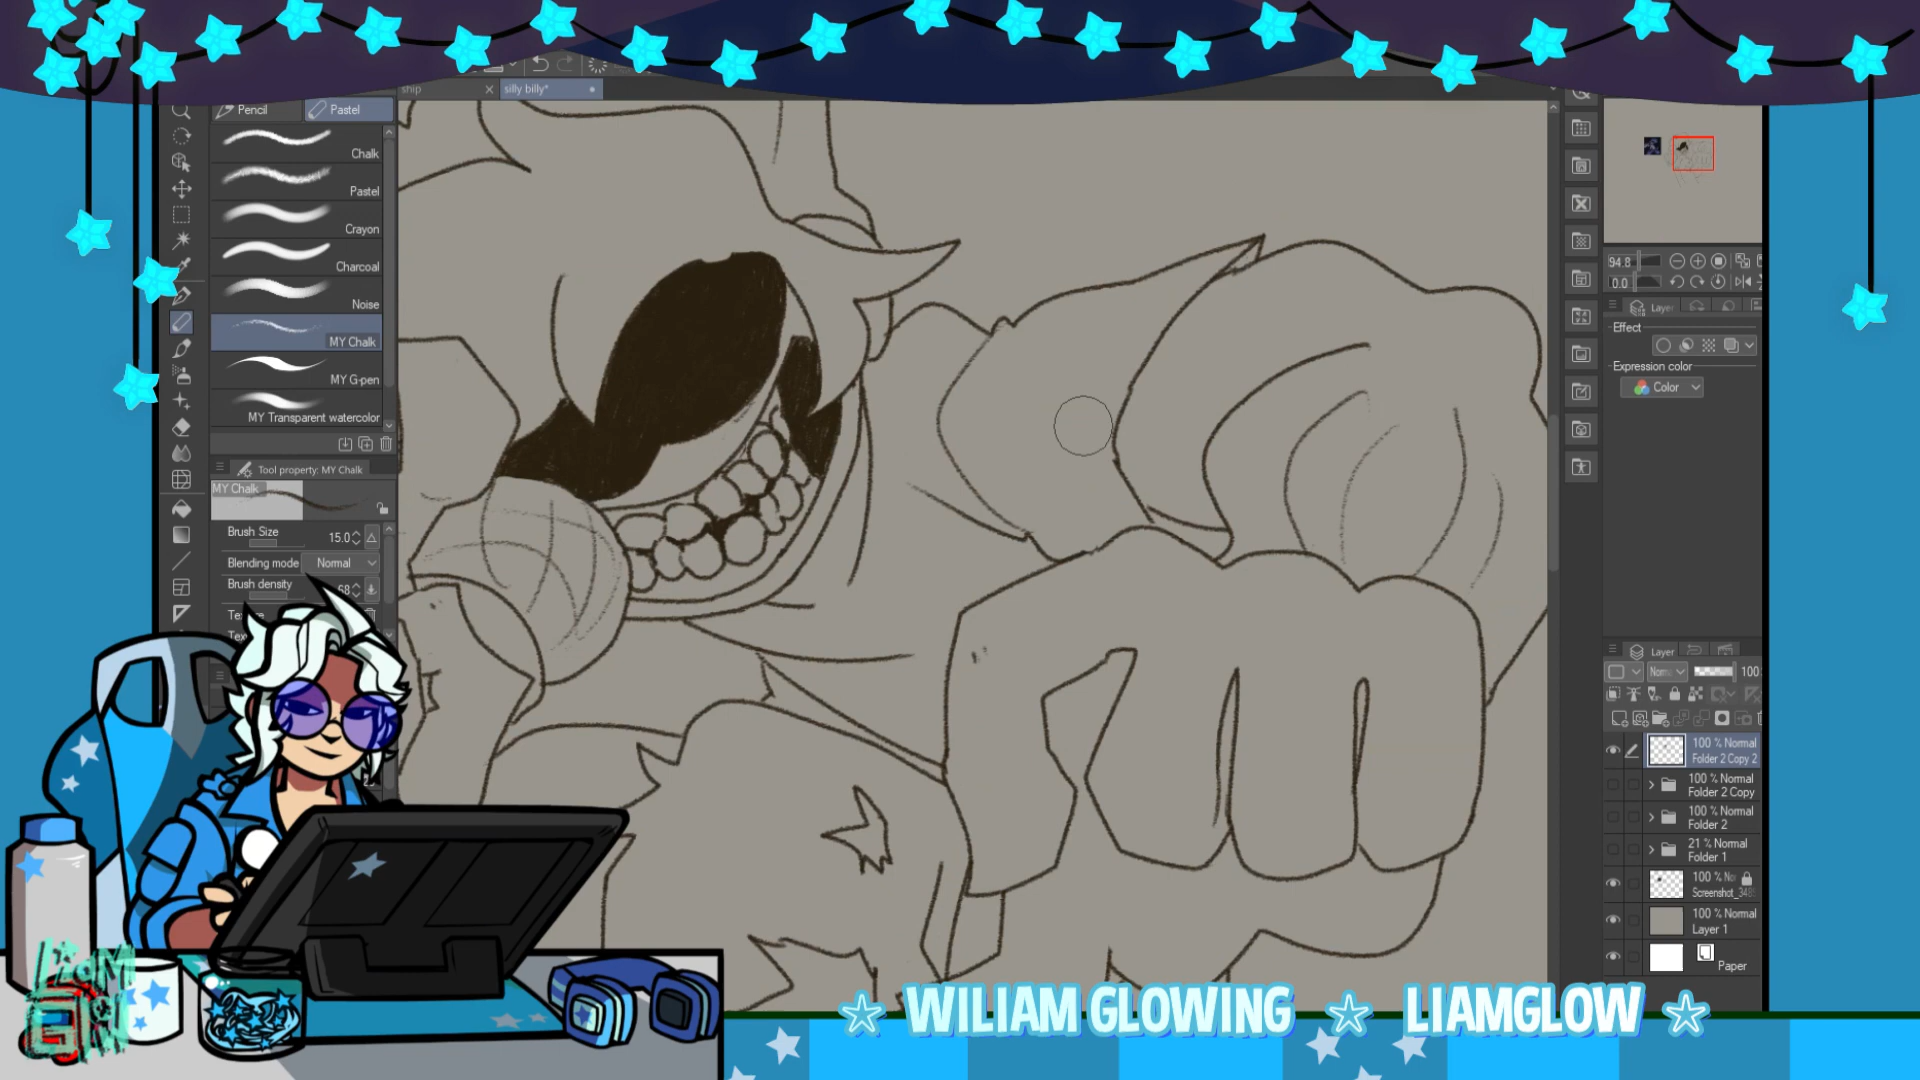 ship
silly billy*
Pencil
Pastel
Chalk
Pastel
Crayon
Charcoal
Noise
MY Chalk
MY G-pen
MY Transparent watercolor
Tool property: MY Chalk
MY Chalk
Brush Size 15.0
Blending mode Normal
Brush density 68
94.8
0.0
Layer
Effect
Expression color
Color
Layer
100
100 % Normal
Folder 2 Copy 2
100 % Normal
Folder 2 Copy
100 % Normal
Folder 2
21 % Normal
Folder 1
100 %
100 % Normal
Layer 1
Paper
WILIAM GLOWING LIAMGLOW